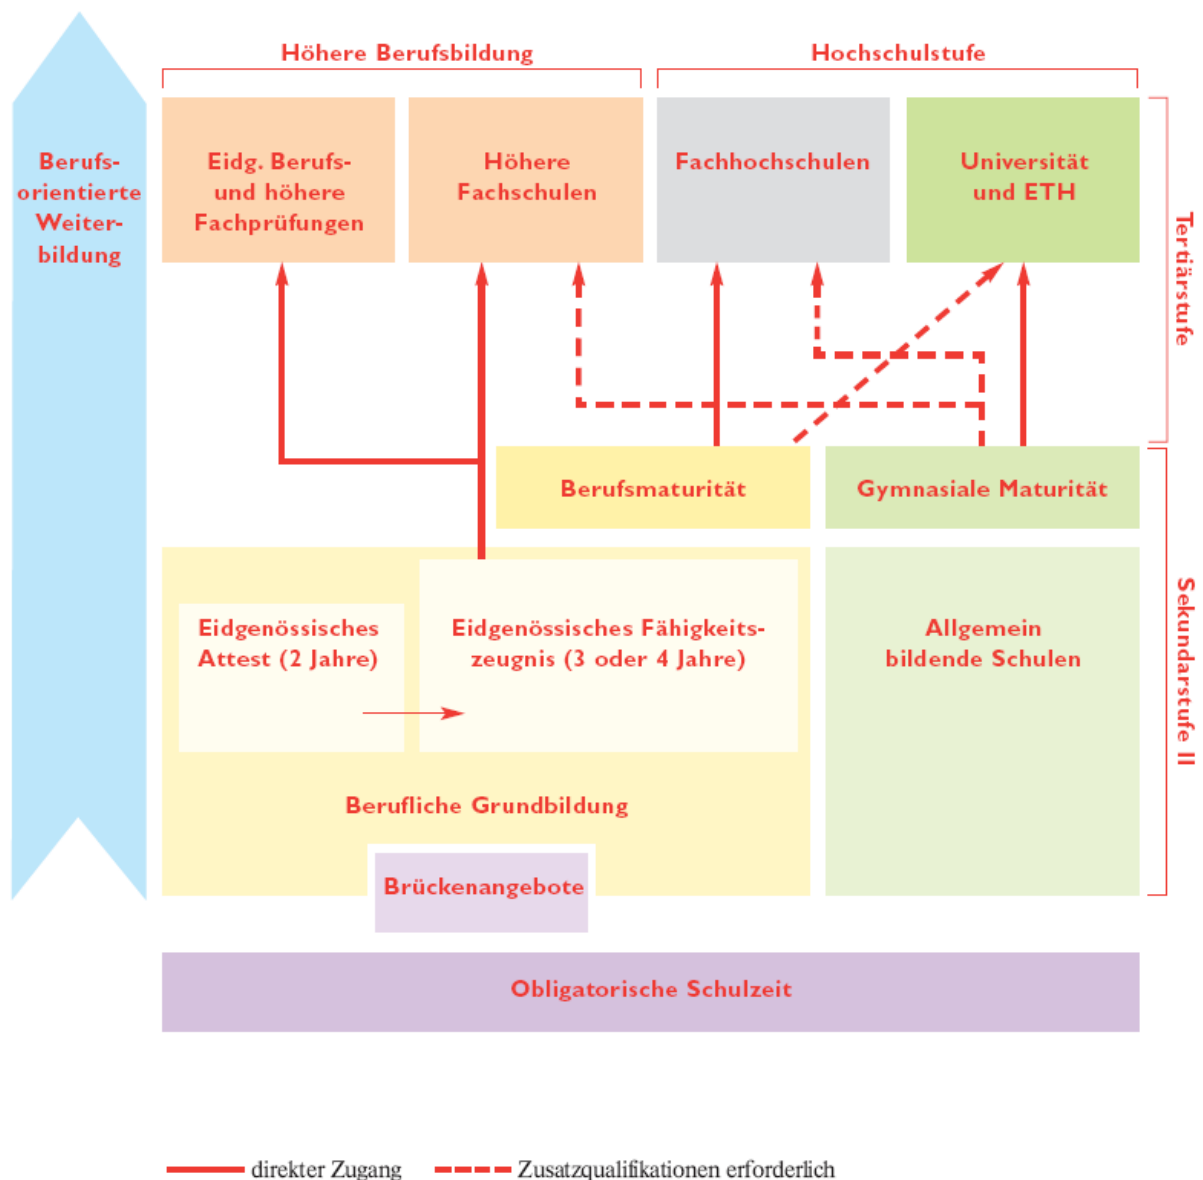 Höhere Berufsbildung
Hochschulstufe
Berufs-
orientierte
Weiter-
bildung
Eidg. Berufs-
und höhere
Fachprüfungen
Höhere
Fachschulen
Fachhochschulen
Universität
und ETH
Tertiärstufe
Berufsmaturität
Gymnasiale Maturität
Eidgenössisches
Attest (2 Jahre)
Eidgenössisches Fähigkeits-
zeugnis (3 oder 4 Jahre)
Allgemein
bildende Schulen
Sekundarstufe II
Berufliche Grundbildung
Brückenangebote
Obligatorische Schulzeit
direkter Zugang
Zusatzqualifikationen erforderlich